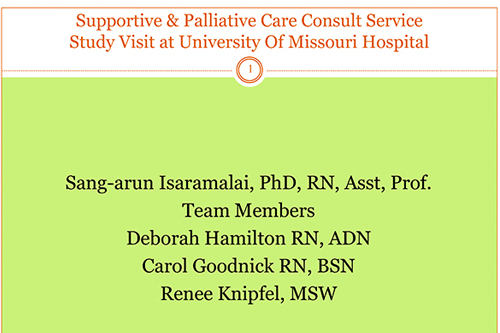 Supportive & Palliative Care Consult Service
Study Visit at University Of Missouri Hospital
1
Sang-arun Isaramalai, PhD, RN, Asst, Prof.
Team Members
Deborah Hamilton RN, ADN
Carol Goodnick RN, BSN
Renee Knipfel, MSW